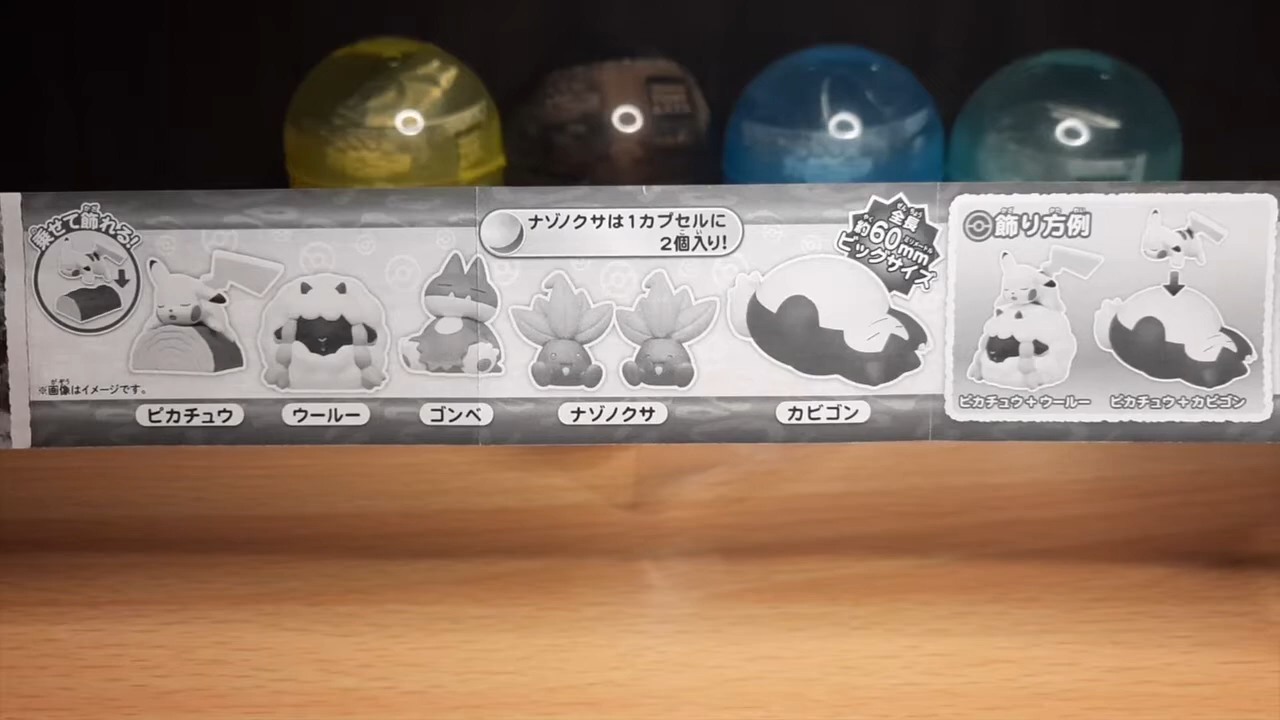 乗せて飾れる!
ナゾノクサは1カプセルに
2個入り!
全長
約60mm
ビッグサイズ
飾り方例
※画像はイメージです。
ピカチュウ
ウールー
ゴンベ
ナゾノクサ
カビゴン
ピカチュウ+ウールー
ピカチュウ+カビゴン